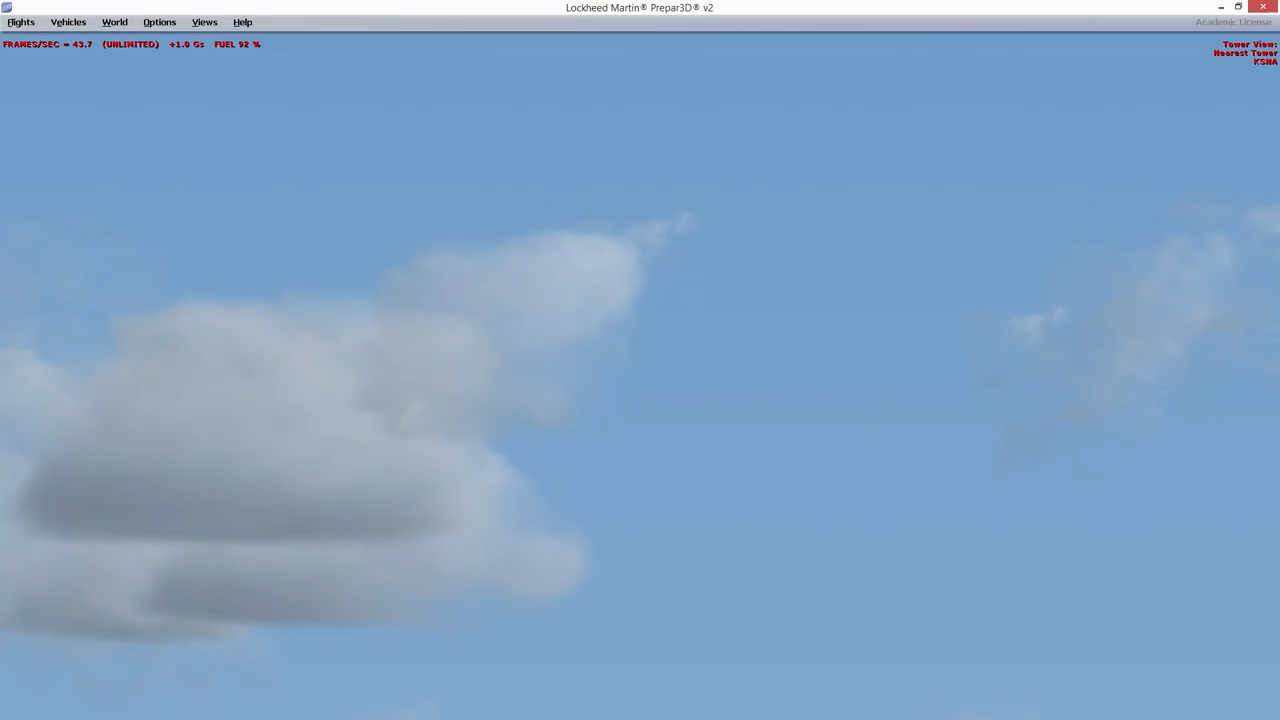 Lockheed Martin® Prepar3D® v2
Flights Vehicles World Options Views Help
Academic License
FRAMES/SEC = 43.7 (UNLIMITED) +1.0 Gs FUEL 92 %
Tower View:
Nearest Tower
KSNA